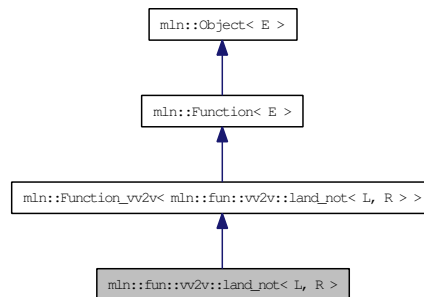 mln::Object< E >
mln::Function< E >
mln::Function_vv2v< mln::fun::vv2v::land_not< L, R > >
mln::fun::vv2v::land_not< L, R >